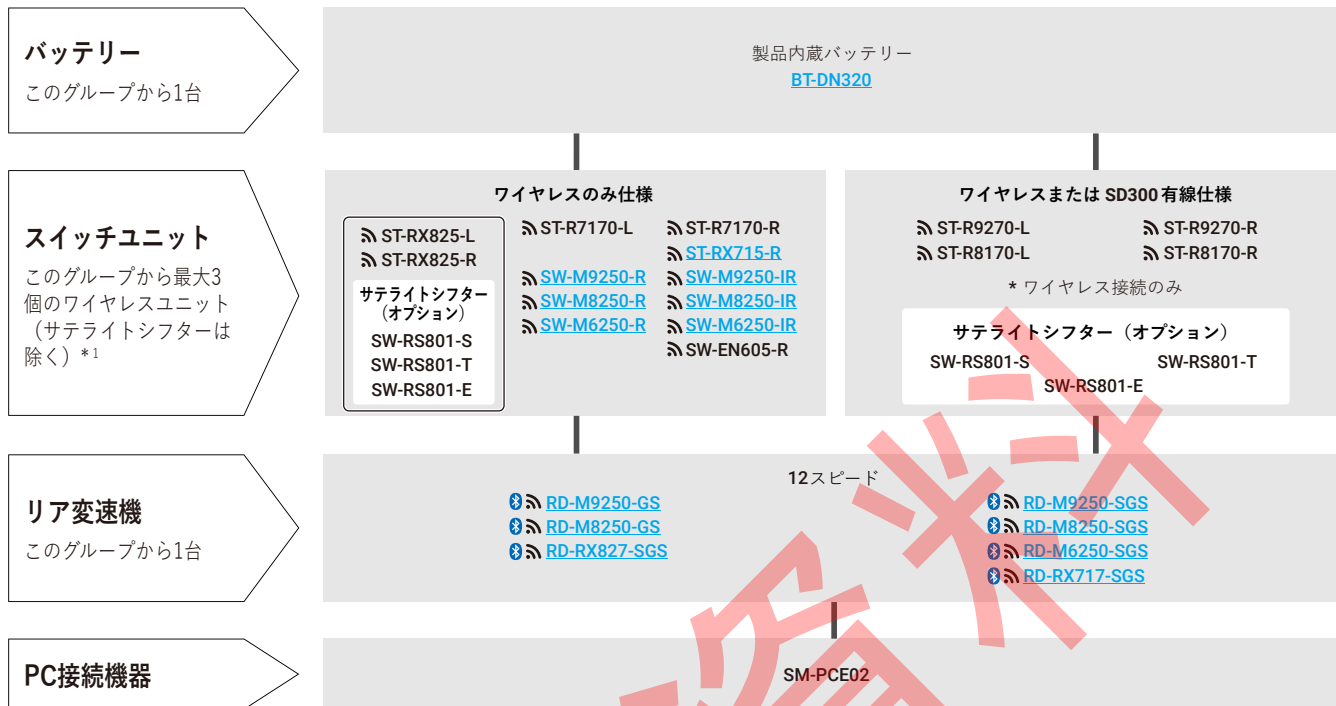 バッテリー
このグループから1台
製品内蔵バッテリー
BT-DN320
スイッチユニット
このグループから最大3
個のワイヤレスユニット
(サテライトシフターは
除く) *1
ワイヤレスのみ仕様
ST-RX825-L
ST-RX825-R
サテライトシフター
(オプション)
SW-RS801-S
SW-RS801-T
SW-RS801-E
ST-R7170-L
ST-R7170-R
ST-RX715-R
SW-M9250-R
SW-M9250-IR
SW-M8250-R
SW-M8250-IR
SW-M6250-R
SW-M6250-IR
SW-EN605-R
ワイヤレスまたは SD300 有線仕様
ST-R9270-L
ST-R9270-R
ST-R8170-L
ST-R8170-R
* ワイヤレス接続のみ
サテライトシフター (オプション)
SW-RS801-S
SW-RS801-T
SW-RS801-E
リア変速機
このグループから1台
12スピード
RD-M9250-GS
RD-M8250-GS
RD-RX827-SGS
RD-M9250-SGS
RD-M8250-SGS
RD-M6250-SGS
RD-RX717-SGS
PC接続機器
SM-PCE02
資料